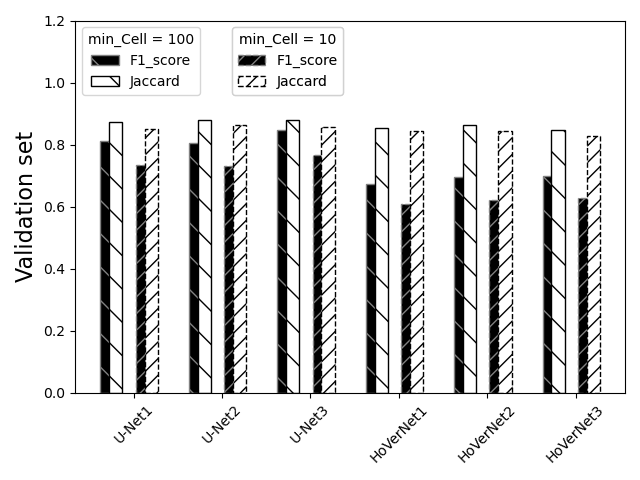 min_Cell = 100
F1_score
Jaccard
min_Cell = 10
F1_score
Jaccard
Validation set
1.2
1.0
0.8
0.6
0.4
0.2
0.0
U-Net1
U-Net2
U-Net3
HoVerNet1
HoVerNet2
HoVerNet3